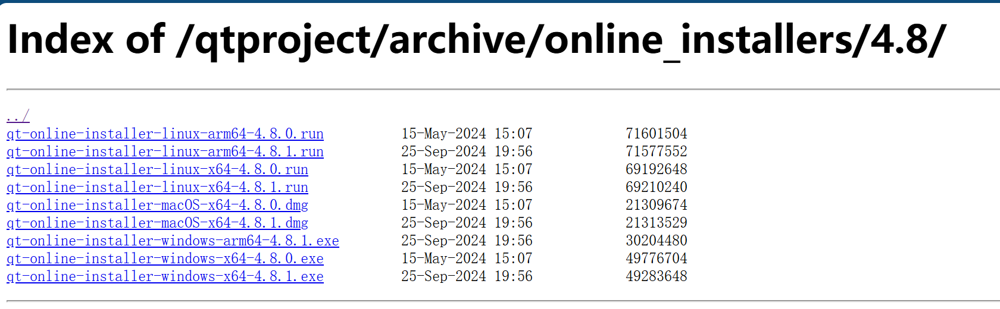 Index of /qtproject/archive/online_installers/4.8/
../
qt-online-installer-linux-arm64-4.8.0.run 15-May-2024 15:07 71601504
qt-online-installer-linux-arm64-4.8.1.run 25-Sep-2024 19:56 71577552
qt-online-installer-linux-x64-4.8.0.run 15-May-2024 15:07 69192648
qt-online-installer-linux-x64-4.8.1.run 25-Sep-2024 19:56 69210240
qt-online-installer-macOS-x64-4.8.0.dmg 15-May-2024 15:07 21309674
qt-online-installer-macOS-x64-4.8.1.dmg 25-Sep-2024 19:56 21313529
qt-online-installer-windows-arm64-4.8.1.exe 25-Sep-2024 19:56 30204480
qt-online-installer-windows-x64-4.8.0.exe 15-May-2024 15:07 49776704
qt-online-installer-windows-x64-4.8.1.exe 25-Sep-2024 19:56 49283648